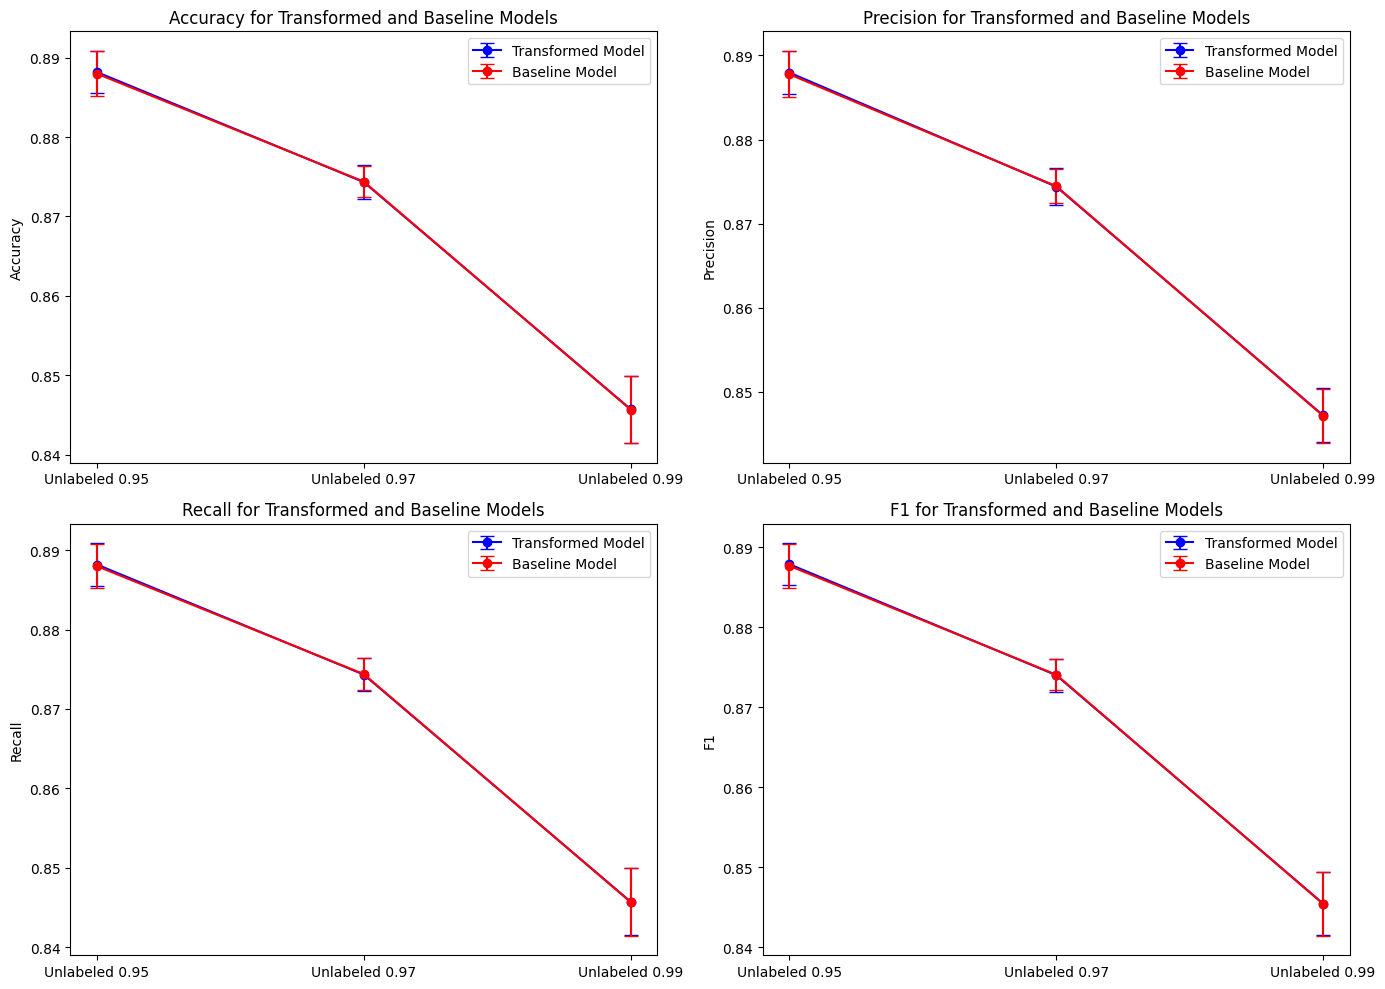 Accuracy for Transformed and Baseline Models
Transformed Model
Baseline Model
Accuracy
0.89
0.88
0.87
0.86
0.85
0.84
Unlabeled 0.95
Unlabeled 0.97
Unlabeled 0.99
Precision for Transformed and Baseline Models
Transformed Model
Baseline Model
Precision
0.89
0.88
0.87
0.86
0.85
Unlabeled 0.95
Unlabeled 0.97
Unlabeled 0.99
Recall for Transformed and Baseline Models
Transformed Model
Baseline Model
Recall
0.89
0.88
0.87
0.86
0.85
0.84
Unlabeled 0.95
Unlabeled 0.97
Unlabeled 0.99
F1 for Transformed and Baseline Models
Transformed Model
Baseline Model
F1
0.89
0.88
0.87
0.86
0.85
0.84
Unlabeled 0.95
Unlabeled 0.97
Unlabeled 0.99